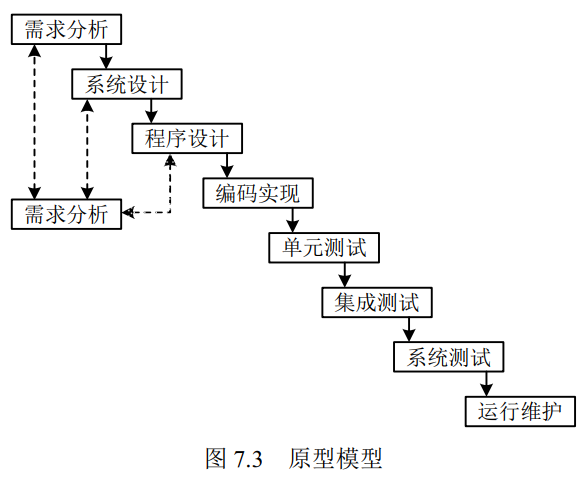 需求分析
系统设计
程序设计
编码实现
需求分析
单元测试
集成测试
系统测试
运行维护
图 7.3 原型模型